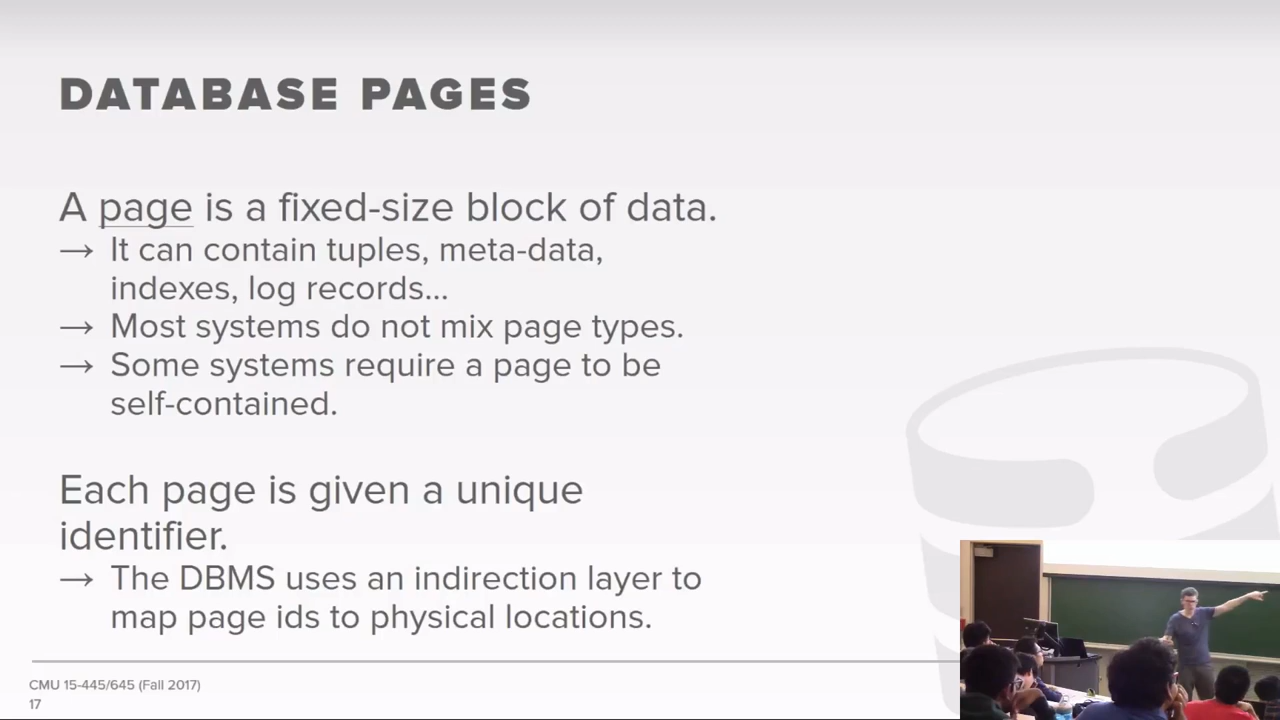 DATABASE PAGES
A page is a fixed-size block of data.
→ It can contain tuples, meta-data,
indexes, log records...
→ Most systems do not mix page types.
→ Some systems require a page to be
self-contained.
Each page is given a unique
identifier.
→ The DBMS uses an indirection layer to
map page ids to physical locations.
CMU 15-445/645 (Fall 2017)
17